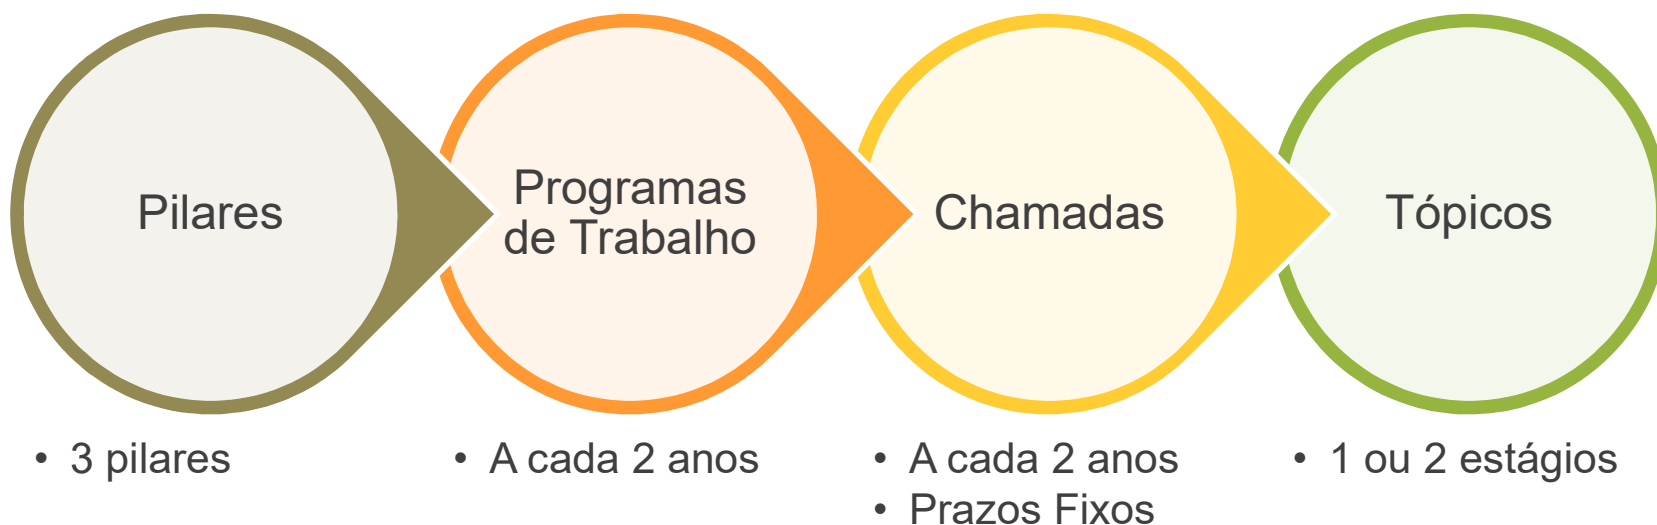 Pilares
Programas
de Trabalho
Chamadas
Tópicos
• 3 pilares
• A cada 2 anos
• A cada 2 anos
• Prazos Fixos
• 1 ou 2 estágios